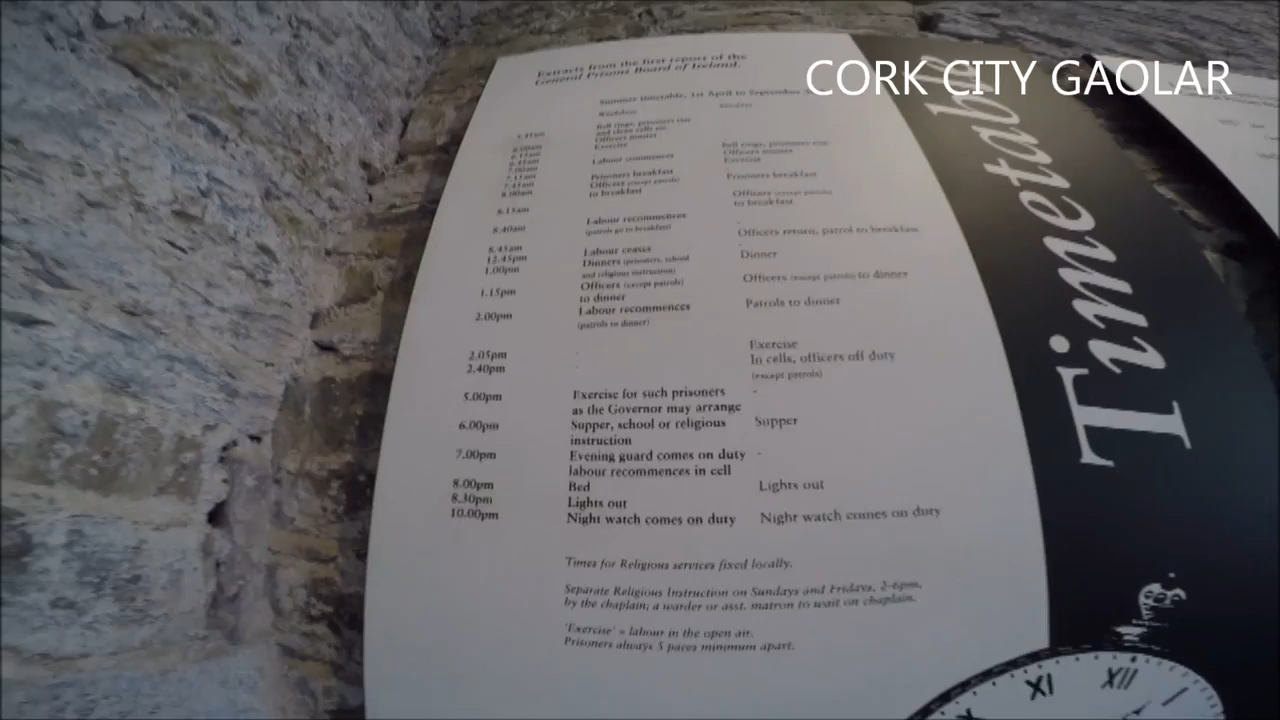 CORK CITY GAOLAR
Timetab
Extracts from the first report of the
General Prisons Board of Ireland.
Summer timetable, 1st April to September
Weekdays Sundays
5.45am Bell rings, prisoners rise
and clean cells etc.
Officers muster
6.00am Exercise Bell rings, prisoners rise
6.15am Officers muster
6.45am Labour commences Exercise
7.00am
7.15am Prisoners breakfast Prisoners breakfast
7.45am Officers (except patrols)
8.00am to breakfast Officers (except patrols)
to breakfast
8.15am Labour recommences
8.40am (patrols go to breakfast) Officers return, patrol to breakfast
8.45am Labour ceases
12.45pm Dinners (prisoners, school Dinner
1.00pm and religious instruction)
1.15pm Officers (except patrols) Officers (except patrols) to dinner
to dinner
2.00pm Labour recommences Patrols to dinner
(patrols to dinner)
2.05pm - Exercise
2.40pm - In cells, officers off duty
(except patrols)
5.00pm Exercise for such prisoners -
as the Governor may arrange
6.00pm Supper, school or religious Supper
instruction
7.00pm Evening guard comes on duty -
labour recommences in cell
8.00pm Bed Lights out
8.30pm Lights out
10.00pm Night watch comes on duty Night watch comes on duty
Times for Religious services fixed locally.
Separate Religious Instruction on Sundays and Fridays, 2-6pm,
by the chaplain; a warder or asst. matron to wait on chaplain.
'Exercise' = labour in the open air.
Prisoners always 5 paces minimum apart.
XI XII I